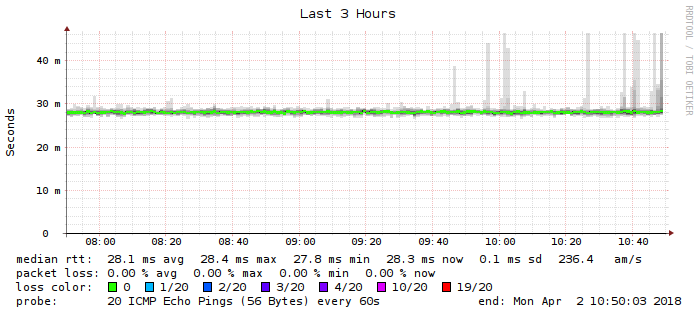 Last 3 Hours
RRDTOOL / TOBI OETIKER
Seconds
40 m
30 m
20 m
10 m
0
08:00 08:20 08:40 09:00 09:20 09:40 10:00 10:20 10:40
median rtt: 28.1 ms avg 28.4 ms max 27.8 ms min 28.3 ms now 0.1 ms sd 236.4 am/s
packet loss: 0.00 % avg 0.00 % max 0.00 % min 0.00 % now
loss color: 0 1/20 2/20 3/20 4/20 10/20 19/20
probe: 20 ICMP Echo Pings (56 Bytes) every 60s end: Mon Apr 2 10:50:03 2018